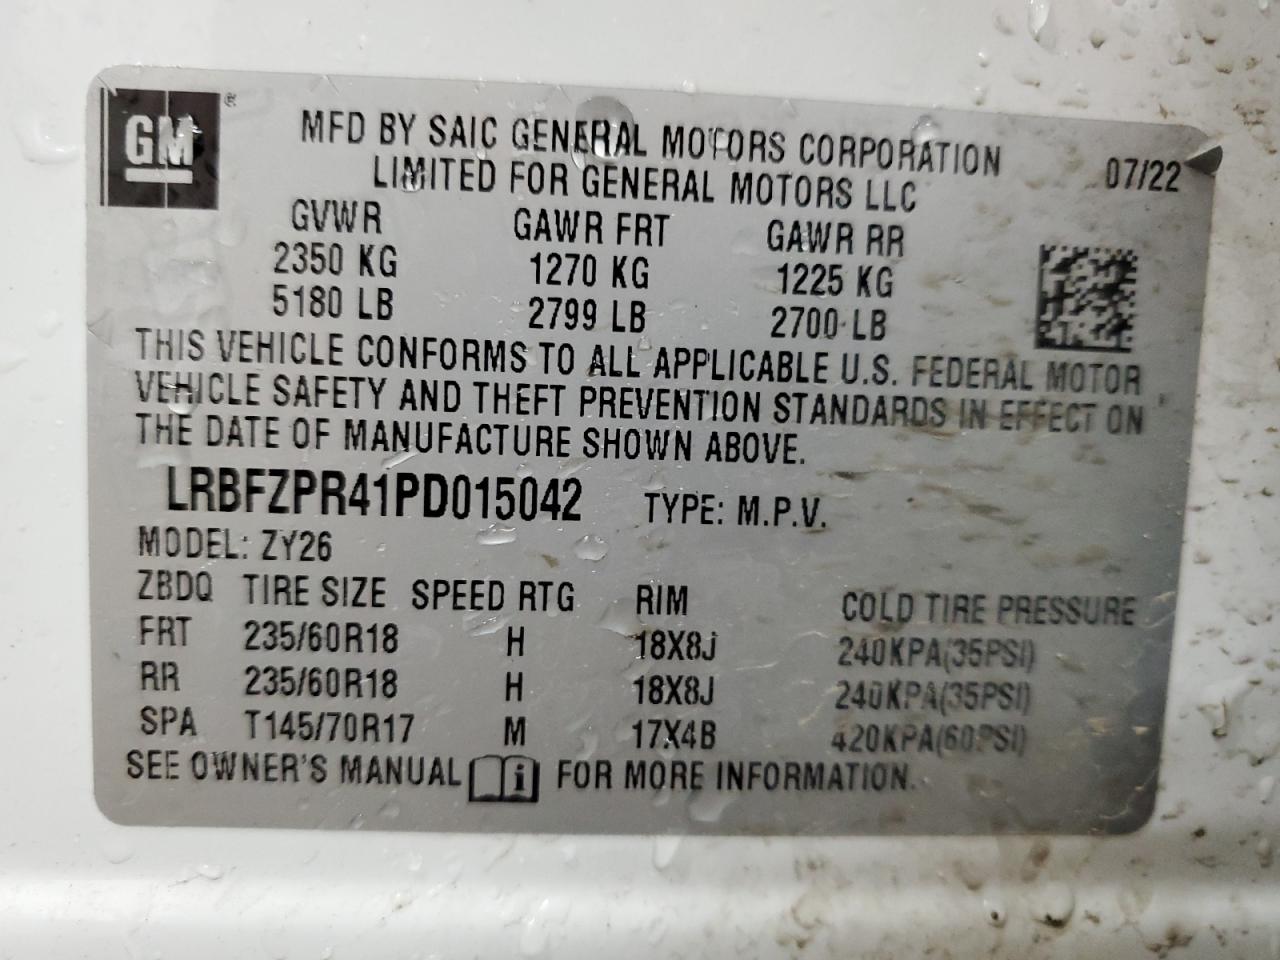 GM ®
MFD BY SAIC GENERAL MOTORS CORPORATION
LIMITED FOR GENERAL MOTORS LLC
07/22
GVWR GAWR FRT GAWR RR
2350 KG 1270 KG 1225 KG
5180 LB 2799 LB 2700 LB
THIS VEHICLE CONFORMS TO ALL APPLICABLE U.S. FEDERAL MOTOR
VEHICLE SAFETY AND THEFT PREVENTION STANDARDS IN EFFECT ON
THE DATE OF MANUFACTURE SHOWN ABOVE.
LRBFZPR41PD015042 TYPE: M.P.V.
MODEL: ZY26
ZBDQ TIRE SIZE SPEED RTG RIM COLD TIRE PRESSURE
FRT 235/60R18 H 18X8J 240KPA(35PSI)
RR 235/60R18 H 18X8J 240KPA(35PSI)
SPA T145/70R17 M 17X4B 420KPA(60PSI)
SEE OWNER'S MANUAL i FOR MORE INFORMATION.